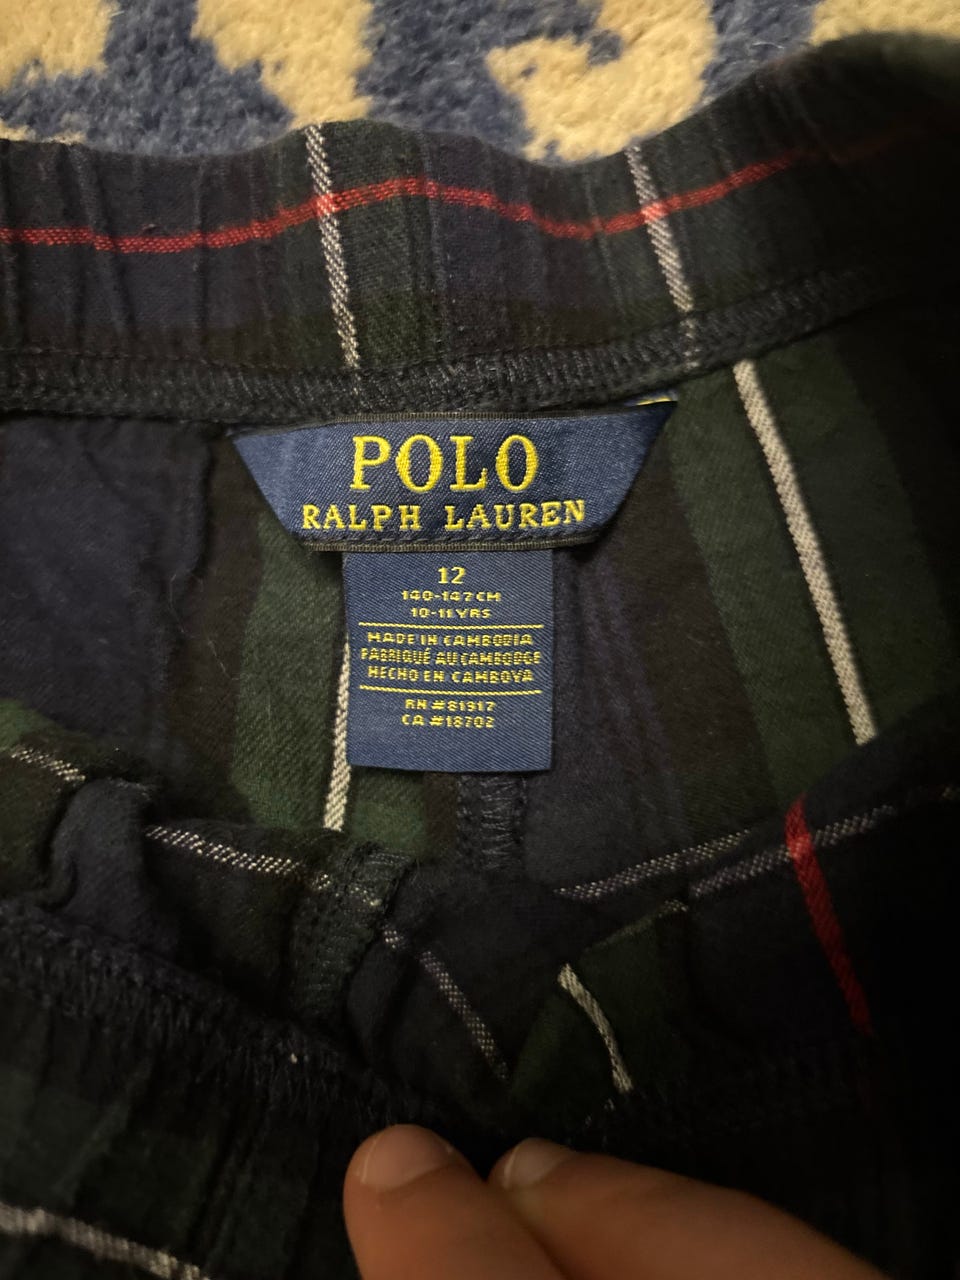 POLO
RALPH LAUREN
12
140-147CM
10-11YRS
MADE IN CAMBODIA
FABRIQUÉ AU CAMBODGE
HECHO EN CAMBOYA
RN #81917
CA #18702